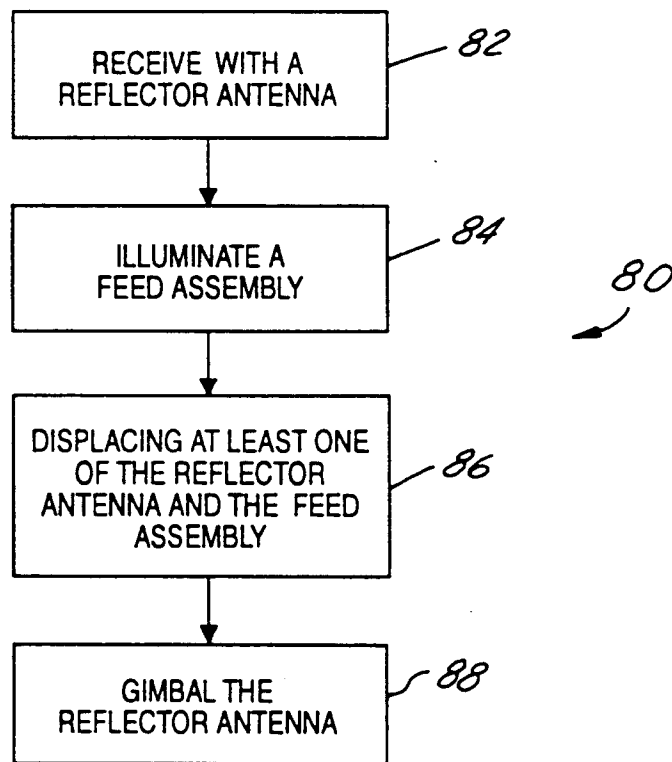 RECEIVE WITH A
REFLECTOR ANTENNA
82
ILLUMINATE A
FEED ASSEMBLY
84
80
DISPLACING AT LEAST ONE
OF THE REFLECTOR
ANTENNA AND THE FEED
ASSEMBLY
86
GIMBAL THE
REFLECTOR ANTENNA
88